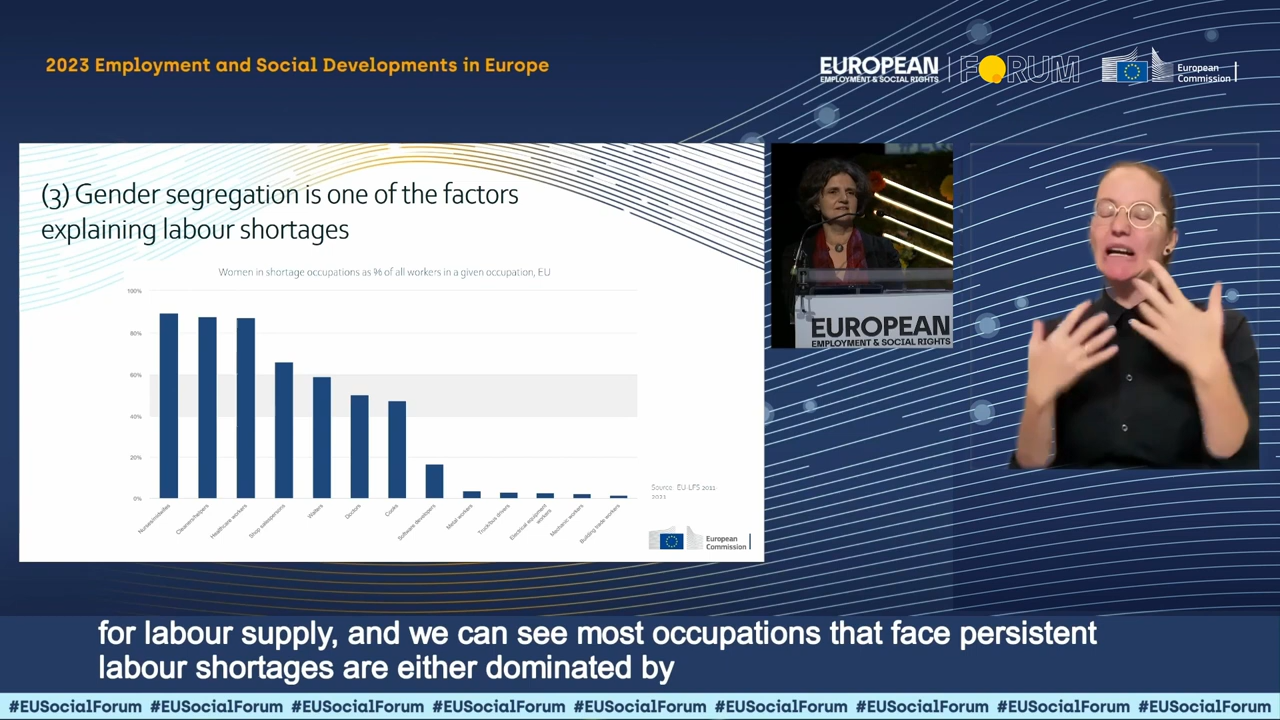 2023 Employment and Social Developments in Europe
EUROPEAN
EMPLOYMENT & SOCIAL RIGHTS
FORUM
European
Commission
(3) Gender segregation is one of the factors
explaining labour shortages
Women in shortage occupations as % of all workers in a given occupation, EU
100%
80%
60%
40%
20%
0%
Nurses/midwifes
Cleaners/helpers
Healthcare workers
Shop salespersons
Waiters
Doctors
Cooks
Software developers
Metal workers
Truck/bus drivers
Electrical equipment
workers
Mechanic workers
Building trade workers
Source: EU-LFS 2011-
2021
European
Commission
EUROPEAN
EMPLOYMENT & SOCIAL RIGHTS
for labour supply, and we can see most occupations that face persistent
labour shortages are either dominated by
#EUSocialForum #EUSocialForum #EUSocialForum #EUSocialForum #EUSocialForum #EUSocialForum #EUSocialForum #EUSocialForum #EUSocialForum